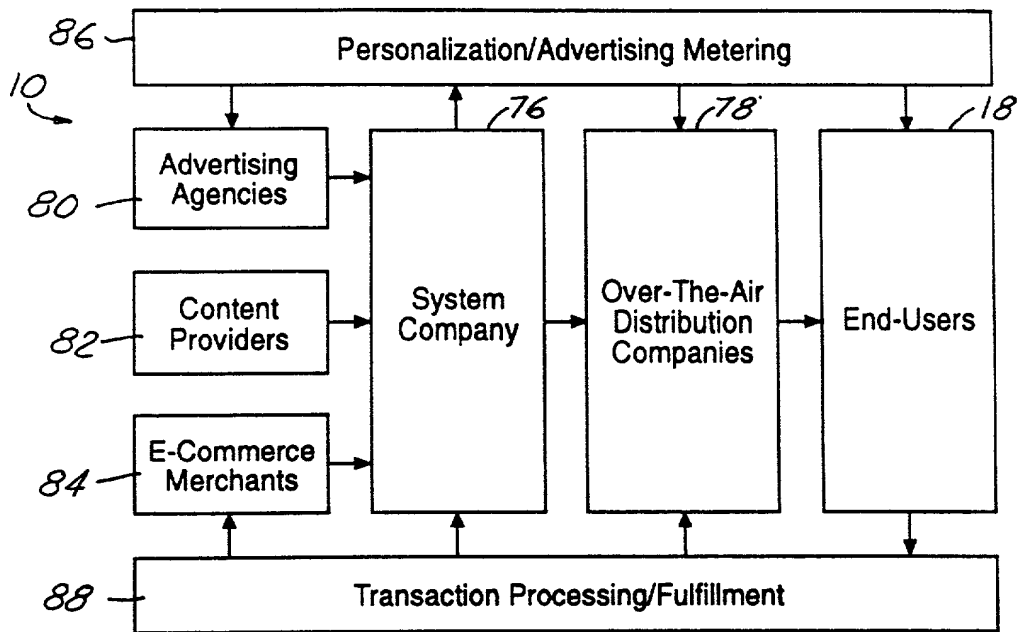 86
Personalization/Advertising Metering
10
76
78
18
Advertising
Agencies
80
Content
Providers
82
System
Company
Over-The-Air
Distribution
Companies
End-Users
E-Commerce
Merchants
84
Transaction Processing/Fulfillment
88